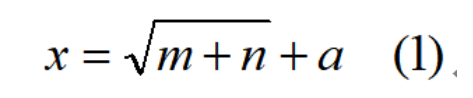 x = √(m + n) + a (1)